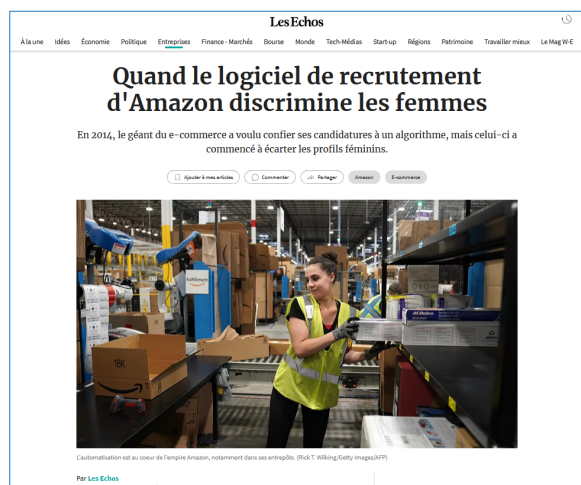 Les Echos
À la une Idées Économie Politique Entreprises Finance - Marchés Bourse Monde Tech-Médias Start-up Régions Patrimoine Travailler mieux Le Mag W-E
Quand le logiciel de recrutement
d'Amazon discrimine les femmes
En 2014, le géant du e-commerce a voulu confier ses candidatures à un algorithme, mais celui-ci a
commencé à écarter les profils féminins.
Ajouter à mes articles Commenter Partager Amazon E-commerce
fulfillment
1BK
ACDelco
L'automatisation est au coeur de l'empire Amazon, notamment dans ses entrepôts. (Rick T. Wilking/Getty Images/AFP)
Par Les Echos